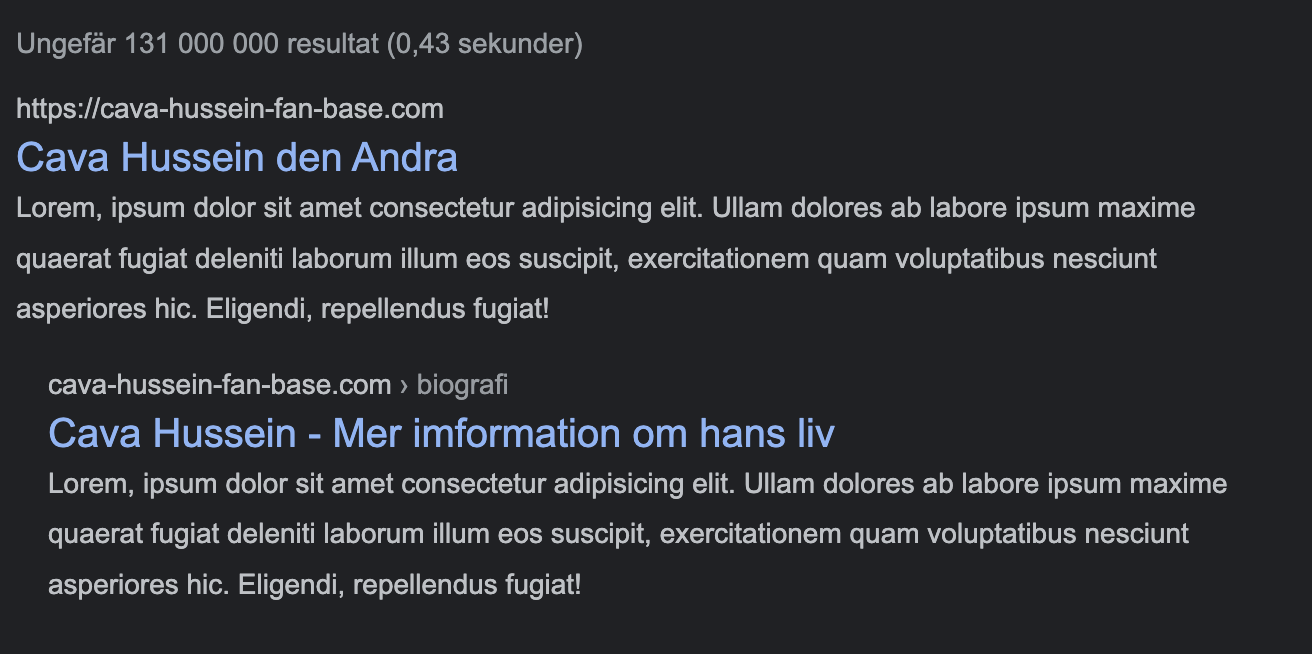 Ungefär 131 000 000 resultat (0,43 sekunder)
https://cava-hussein-fan-base.com
Cava Hussein den Andra
Lorem, ipsum dolor sit amet consectetur adipisicing elit. Ullam dolores ab labore ipsum maxime
quaerat fugiat deleniti laborum illum eos suscipit, exercitationem quam voluptatibus nesciunt
asperiores hic. Eligendi, repellendus fugiat!
cava-hussein-fan-base.com › biografi
Cava Hussein - Mer imformation om hans liv
Lorem, ipsum dolor sit amet consectetur adipisicing elit. Ullam dolores ab labore ipsum maxime
quaerat fugiat deleniti laborum illum eos suscipit, exercitationem quam voluptatibus nesciunt
asperiores hic. Eligendi, repellendus fugiat!